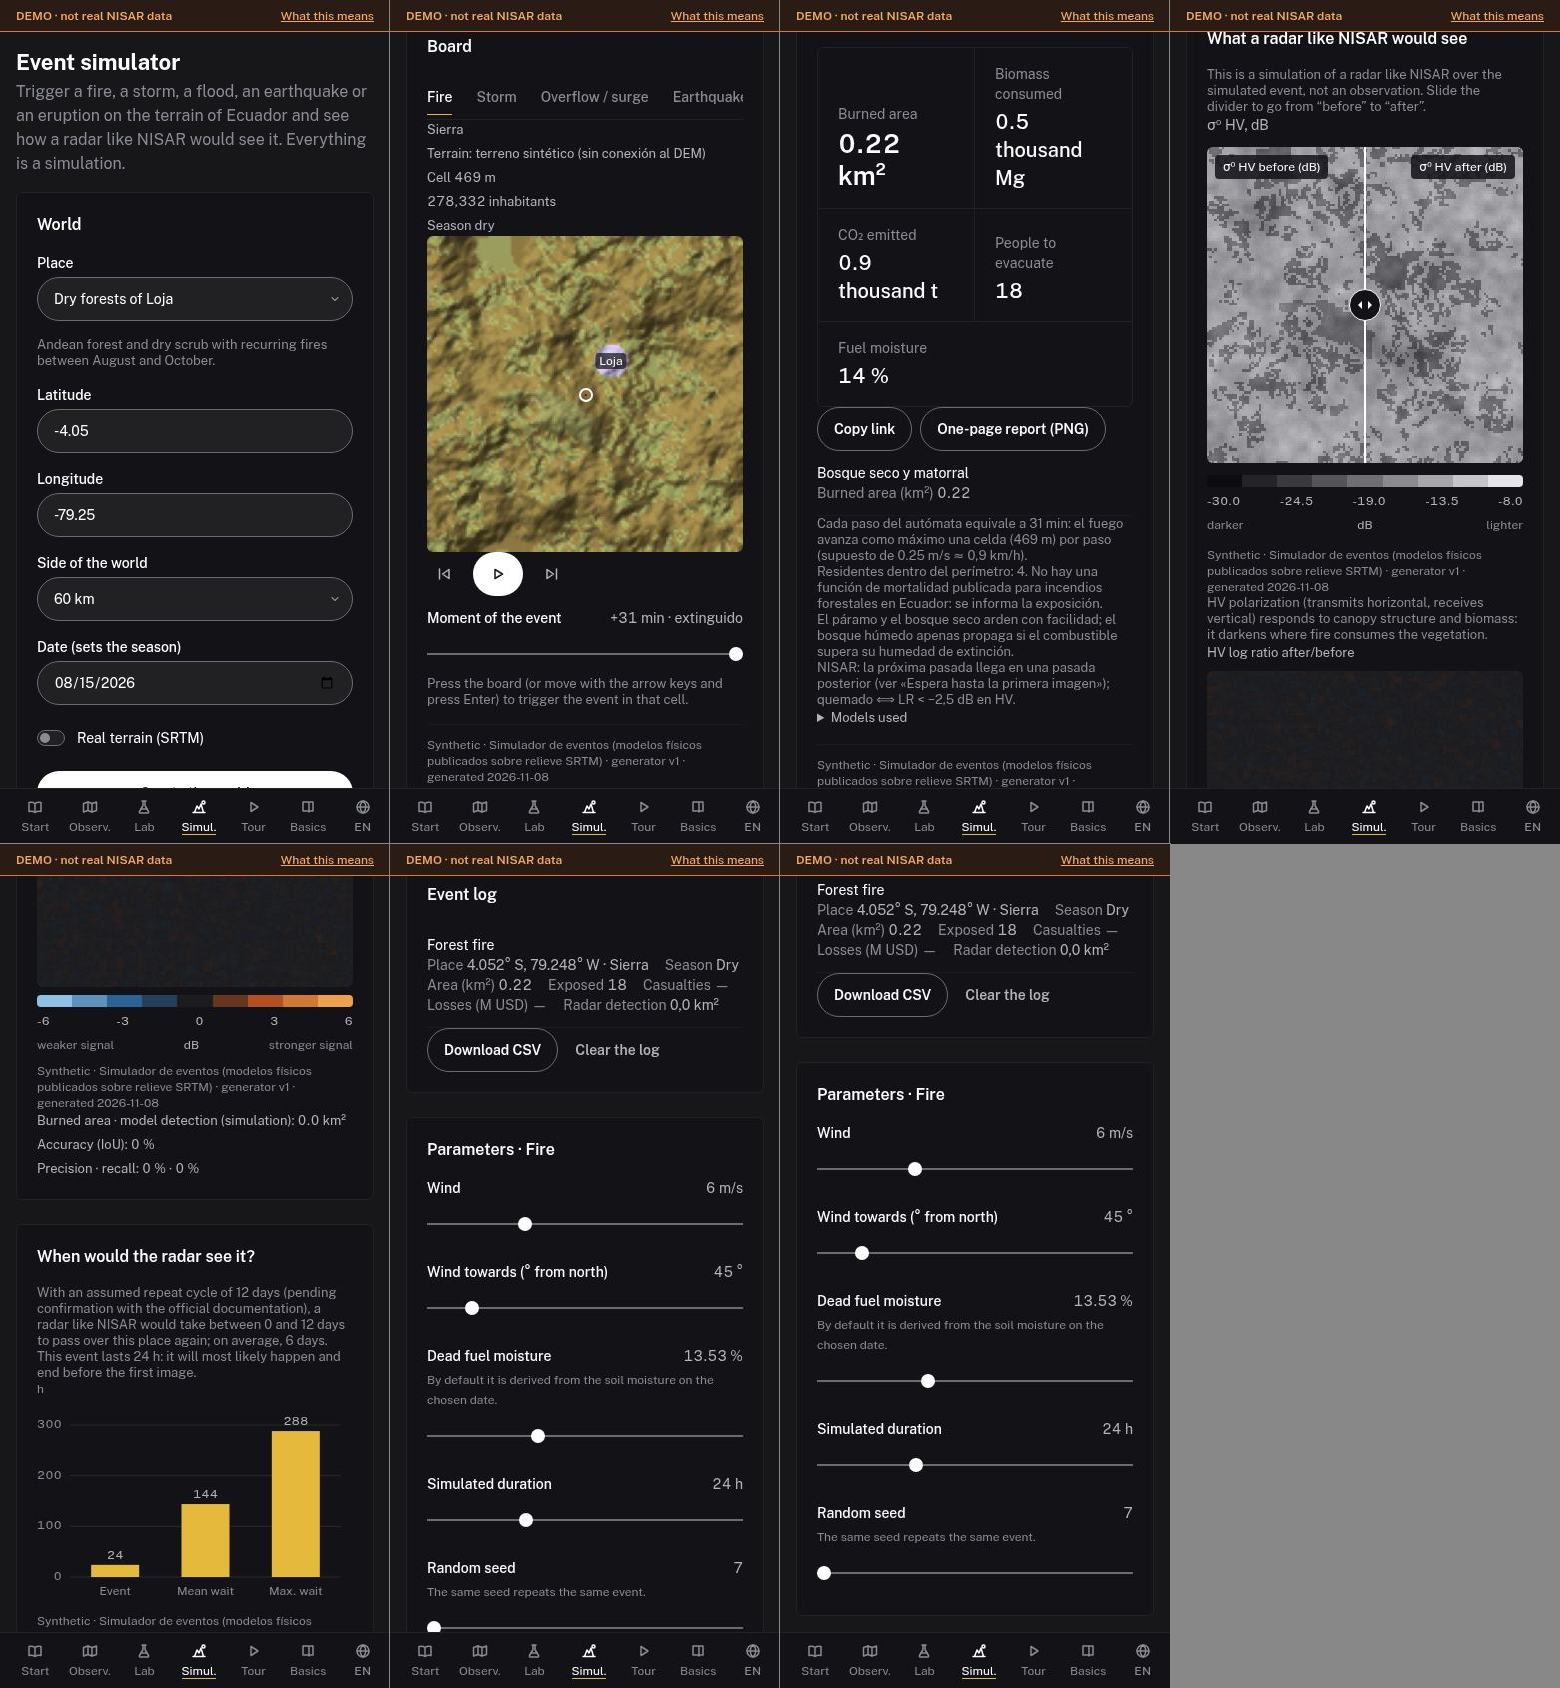 DEMO · not real NISAR data
What this means
Event simulator
Trigger a fire, a storm, a flood, an earthquake or
an eruption on the terrain of Ecuador and see
how a radar like NISAR would see it. Everything
is a simulation.
World
Place
Dry forests of Loja
Andean forest and dry scrub with recurring fires
between August and October.
Latitude
-4.05
Longitude
-79.25
Side of the world
60 km
Date (sets the season)
08/15/2026
Real terrain (SRTM)
Start
Observ.
Lab
Simul.
Tour
Basics
EN
DEMO · not real NISAR data
What this means
Board
Fire
Storm
Overflow / surge
Earthquake
Sierra
Terrain: terreno sintético (sin conexión al DEM)
Cell 469 m
278,332 inhabitants
Season dry
Loja
Moment of the event
+31 min · extinguido
Press the board (or move with the arrow keys and
press Enter) to trigger the event in that cell.
Synthetic · Simulador de eventos (modelos físicos
publicados sobre relieve SRTM) · generator v1 ·
generated 2026-11-08
Start
Observ.
Lab
Simul.
Tour
Basics
EN
DEMO · not real NISAR data
What this means
Burned area
0.22
km²
Biomass
consumed
0.5
thousand
Mg
CO₂ emitted
0.9
thousand t
People to
evacuate
18
Fuel moisture
14 %
Copy link
One-page report (PNG)
Bosque seco y matorral
Burned area (km²) 0.22
Cada paso del autómata equivale a 31 min: el fuego
avanza como máximo una celda (469 m) por paso
(supuesto de 0.25 m/s ≈ 0,9 km/h).
Residentes dentro del perímetro: 4. No hay una
función de mortalidad publicada para incendios
forestales en Ecuador: se informa la exposición.
El páramo y el bosque seco arden con facilidad; el
bosque húmedo apenas propaga si el combustible
supera su humedad de extinción.
NISAR: la próxima pasada llega en una pasada
posterior (ver «Espera hasta la primera imagen»);
quemado ⟺ LR < −2,5 dB en HV.
Models used
Synthetic · Simulador de eventos (modelos físicos
publicados sobre relieve SRTM) · generator v1 ·
Start
Observ.
Lab
Simul.
Tour
Basics
EN
DEMO · not real NISAR data
What this means
What a radar like NISAR would see
This is a simulation of a radar like NISAR over the
simulated event, not an observation. Slide the
divider to go from “before” to “after”.
σ⁰ HV, dB
σ⁰ HV before (dB)
σ⁰ HV after (dB)
-30.0
-24.5
-19.0
-13.5
-8.0
darker
dB
lighter
Synthetic · Simulador de eventos (modelos físicos
publicados sobre relieve SRTM) · generator v1 ·
generated 2026-11-08
HV polarization (transmits horizontal, receives
vertical) responds to canopy structure and biomass:
it darkens where fire consumes the vegetation.
HV log ratio after/before
Start
Observ.
Lab
Simul.
Tour
Basics
EN
DEMO · not real NISAR data
What this means
-6
-3
0
3
6
weaker signal
dB
stronger signal
Synthetic · Simulador de eventos (modelos físicos
publicados sobre relieve SRTM) · generator v1 ·
generated 2026-11-08
Burned area · model detection (simulation): 0.0 km²
Accuracy (IoU): 0 %
Precision · recall: 0 % · 0 %
When would the radar see it?
With an assumed repeat cycle of 12 days (pending
confirmation with the official documentation), a
radar like NISAR would take between 0 and 12 days
to pass over this place again; on average, 6 days.
This event lasts 24 h: it will most likely happen and
end before the first image.
h
300
200
100
0
24
144
288
Event
Mean wait
Max. wait
Synthetic · Simulador de eventos (modelos físicos
Start
Observ.
Lab
Simul.
Tour
Basics
EN
DEMO · not real NISAR data
What this means
Event log
Forest fire
Place 4.052° S, 79.248° W · Sierra Season Dry
Area (km²) 0.22 Exposed 18 Casualties —
Losses (M USD) — Radar detection 0,0 km²
Download CSV
Clear the log
Parameters · Fire
Wind
6 m/s
Wind towards (° from north)
45 °
Dead fuel moisture
13.53 %
By default it is derived from the soil moisture on the
chosen date.
Simulated duration
24 h
Random seed
7
The same seed repeats the same event.
Start
Observ.
Lab
Simul.
Tour
Basics
EN
DEMO · not real NISAR data
What this means
Forest fire
Place 4.052° S, 79.248° W · Sierra Season Dry
Area (km²) 0.22 Exposed 18 Casualties —
Losses (M USD) — Radar detection 0,0 km²
Download CSV
Clear the log
Parameters · Fire
Wind
6 m/s
Wind towards (° from north)
45 °
Dead fuel moisture
13.53 %
By default it is derived from the soil moisture on the
chosen date.
Simulated duration
24 h
Random seed
7
The same seed repeats the same event.
Start
Observ.
Lab
Simul.
Tour
Basics
EN